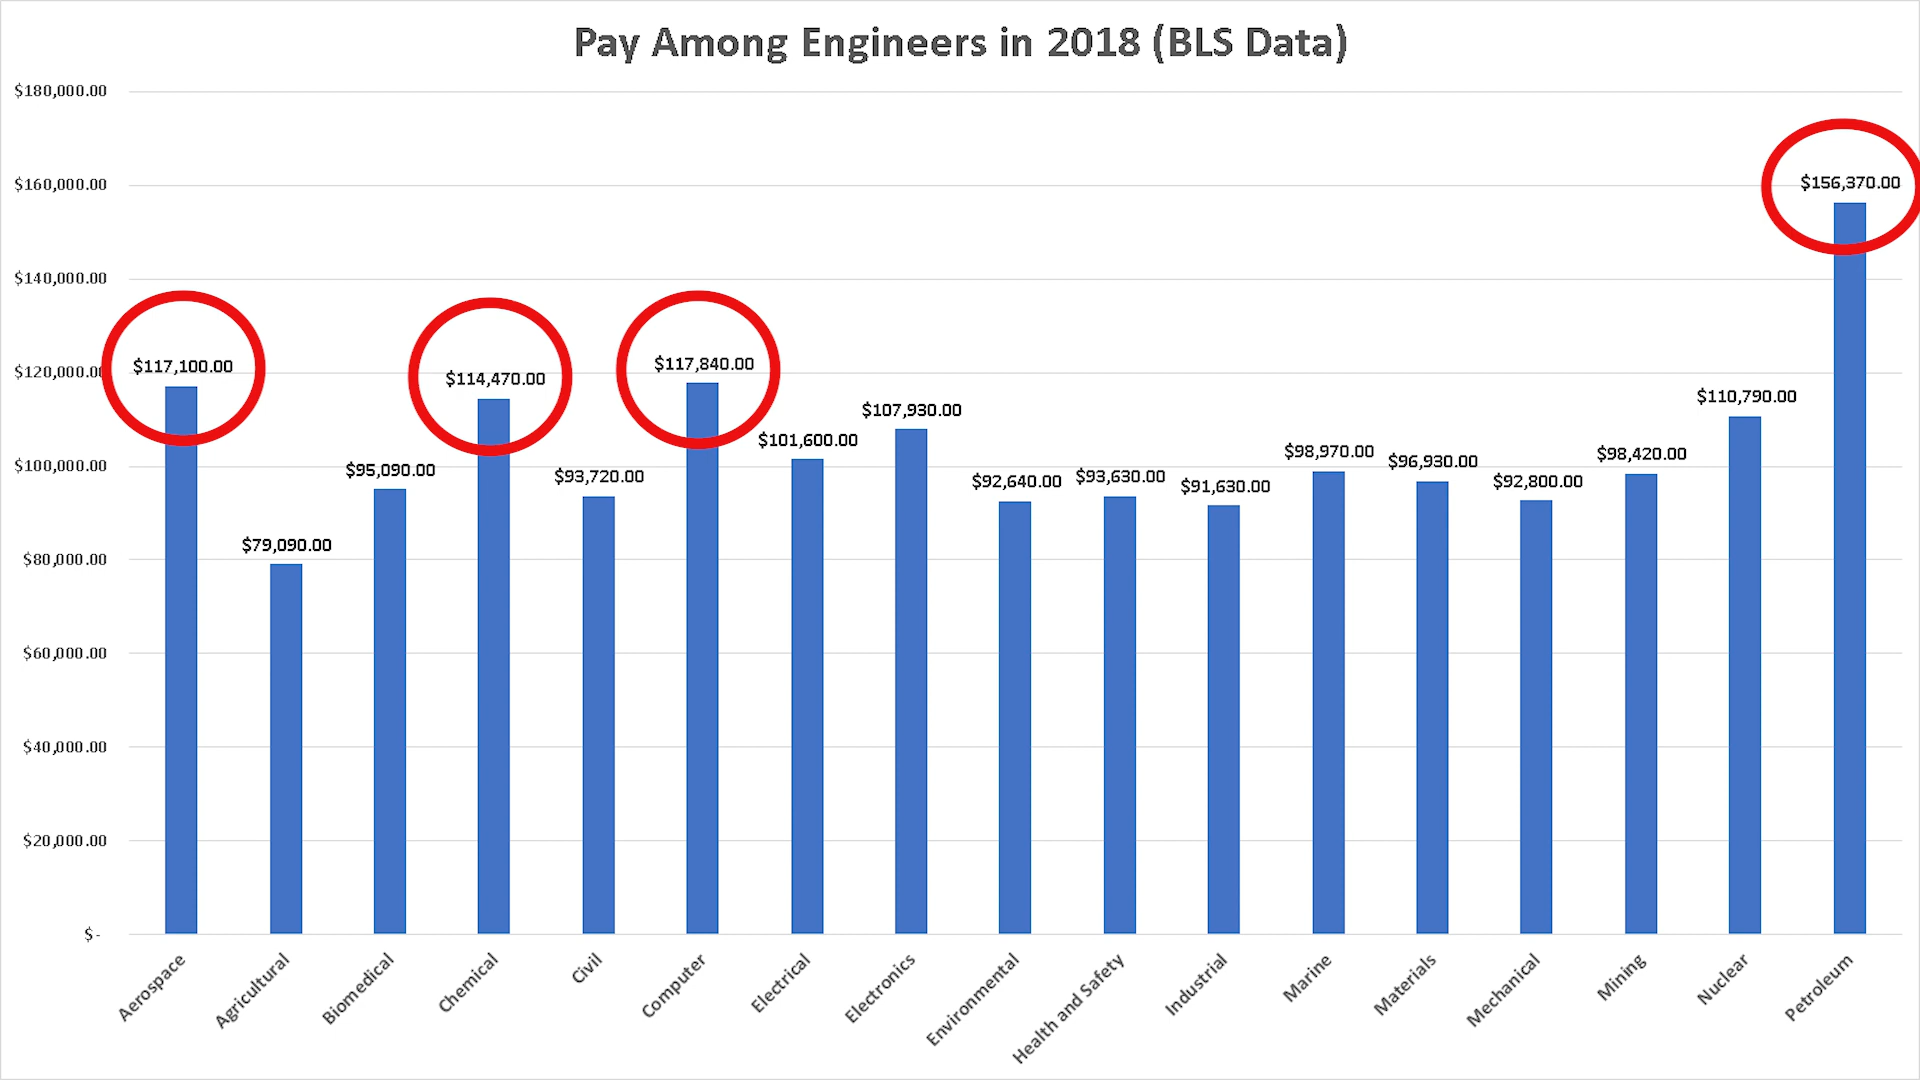 Pay Among Engineers in 2018 (BLS Data)
$180,000.00
$160,000.00
$140,000.00
$120,000.00
$100,000.00
$80,000.00
$60,000.00
$40,000.00
$20,000.00
$-
$117,100.00
$79,090.00
$95,090.00
$114,470.00
$93,720.00
$117,840.00
$101,600.00
$107,930.00
$92,640.00
$93,630.00
$91,630.00
$98,970.00
$96,930.00
$92,800.00
$98,420.00
$110,790.00
$156,370.00
Aerospace
Agricultural
Biomedical
Chemical
Civil
Computer
Electrical
Electronics
Environmental
Health and Safety
Industrial
Marine
Materials
Mechanical
Mining
Nuclear
Petroleum